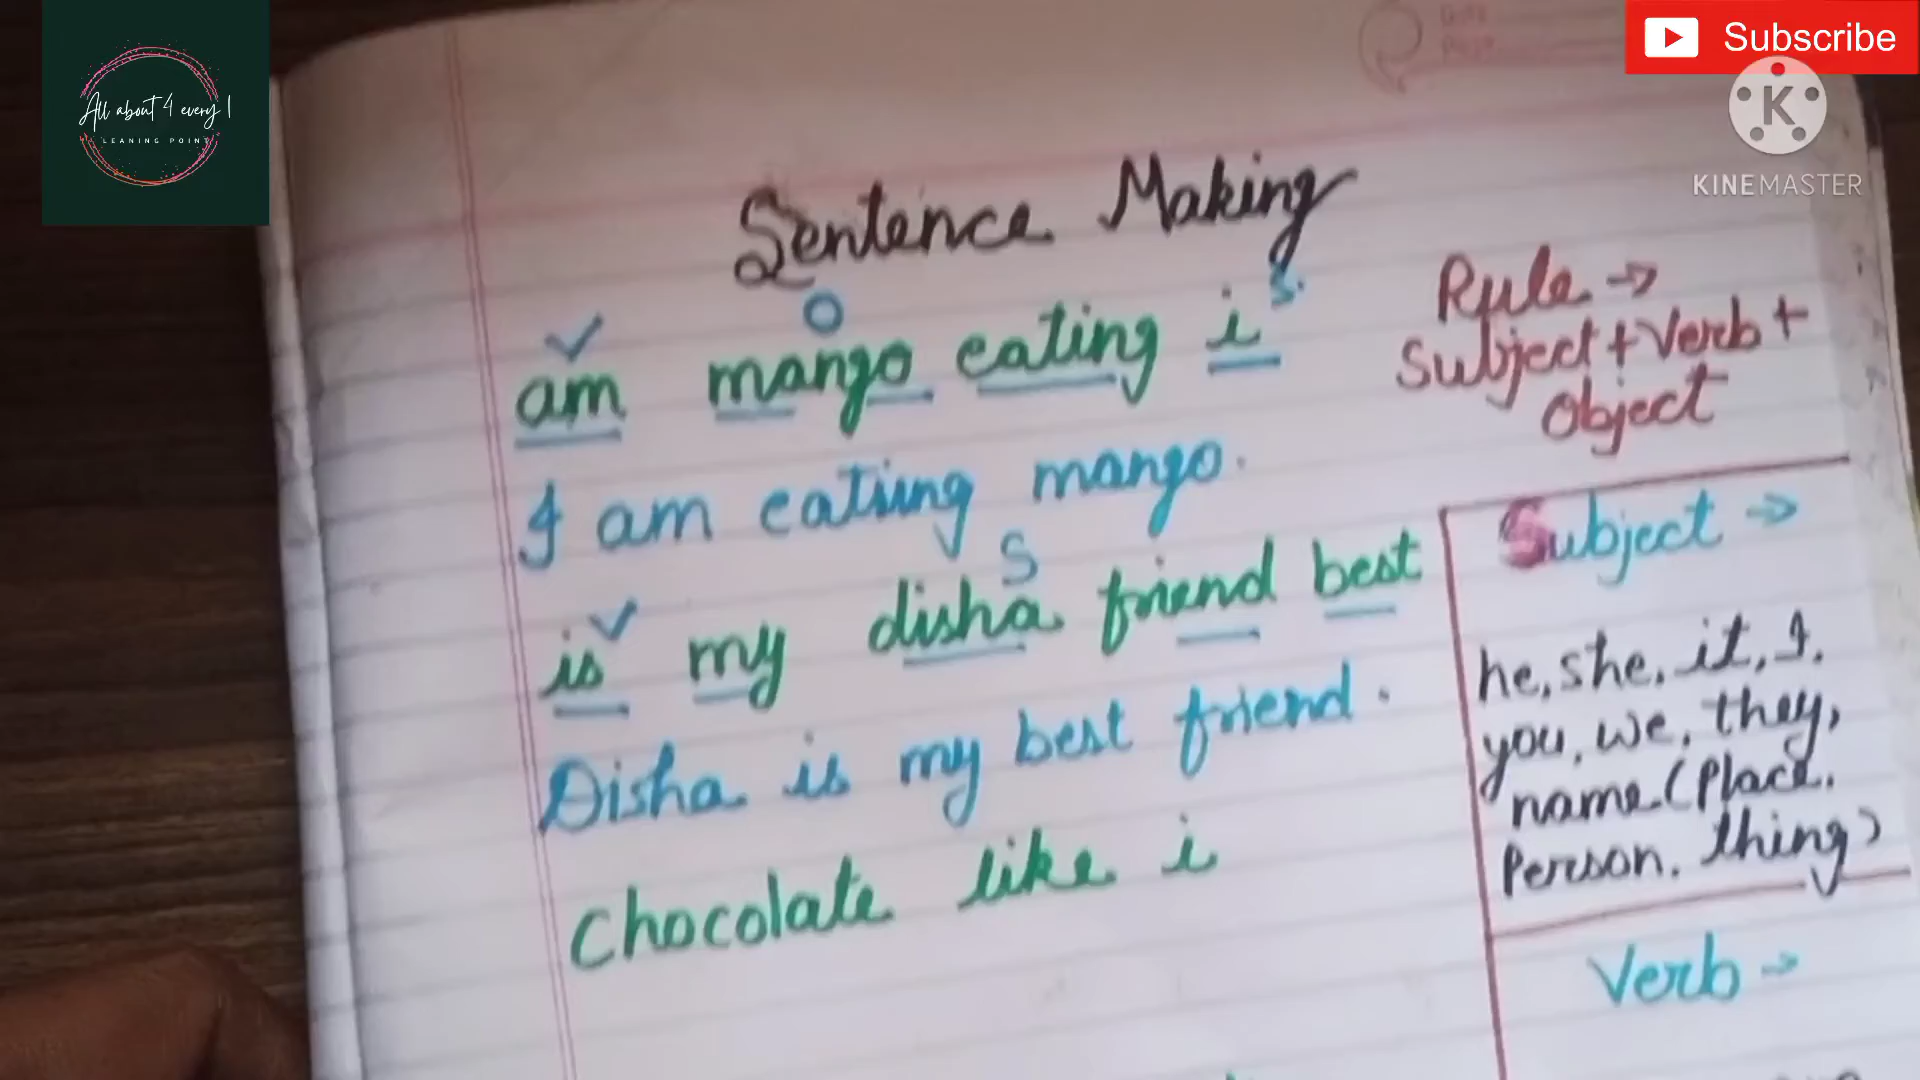 All about 4 every 1
LEANING POINT
Subscribe
K
KINEMASTER
Date
Sentence Making
O
s.
am mango eating i
I am eating mango.
S
is my disha friend best
Disha is my best friend.
Chocolate like i
Rule →
Subject + Verb +
Object
Subject →
he, she, it, I,
you, we, they,
name (Place,
Person, thing)
Verb →